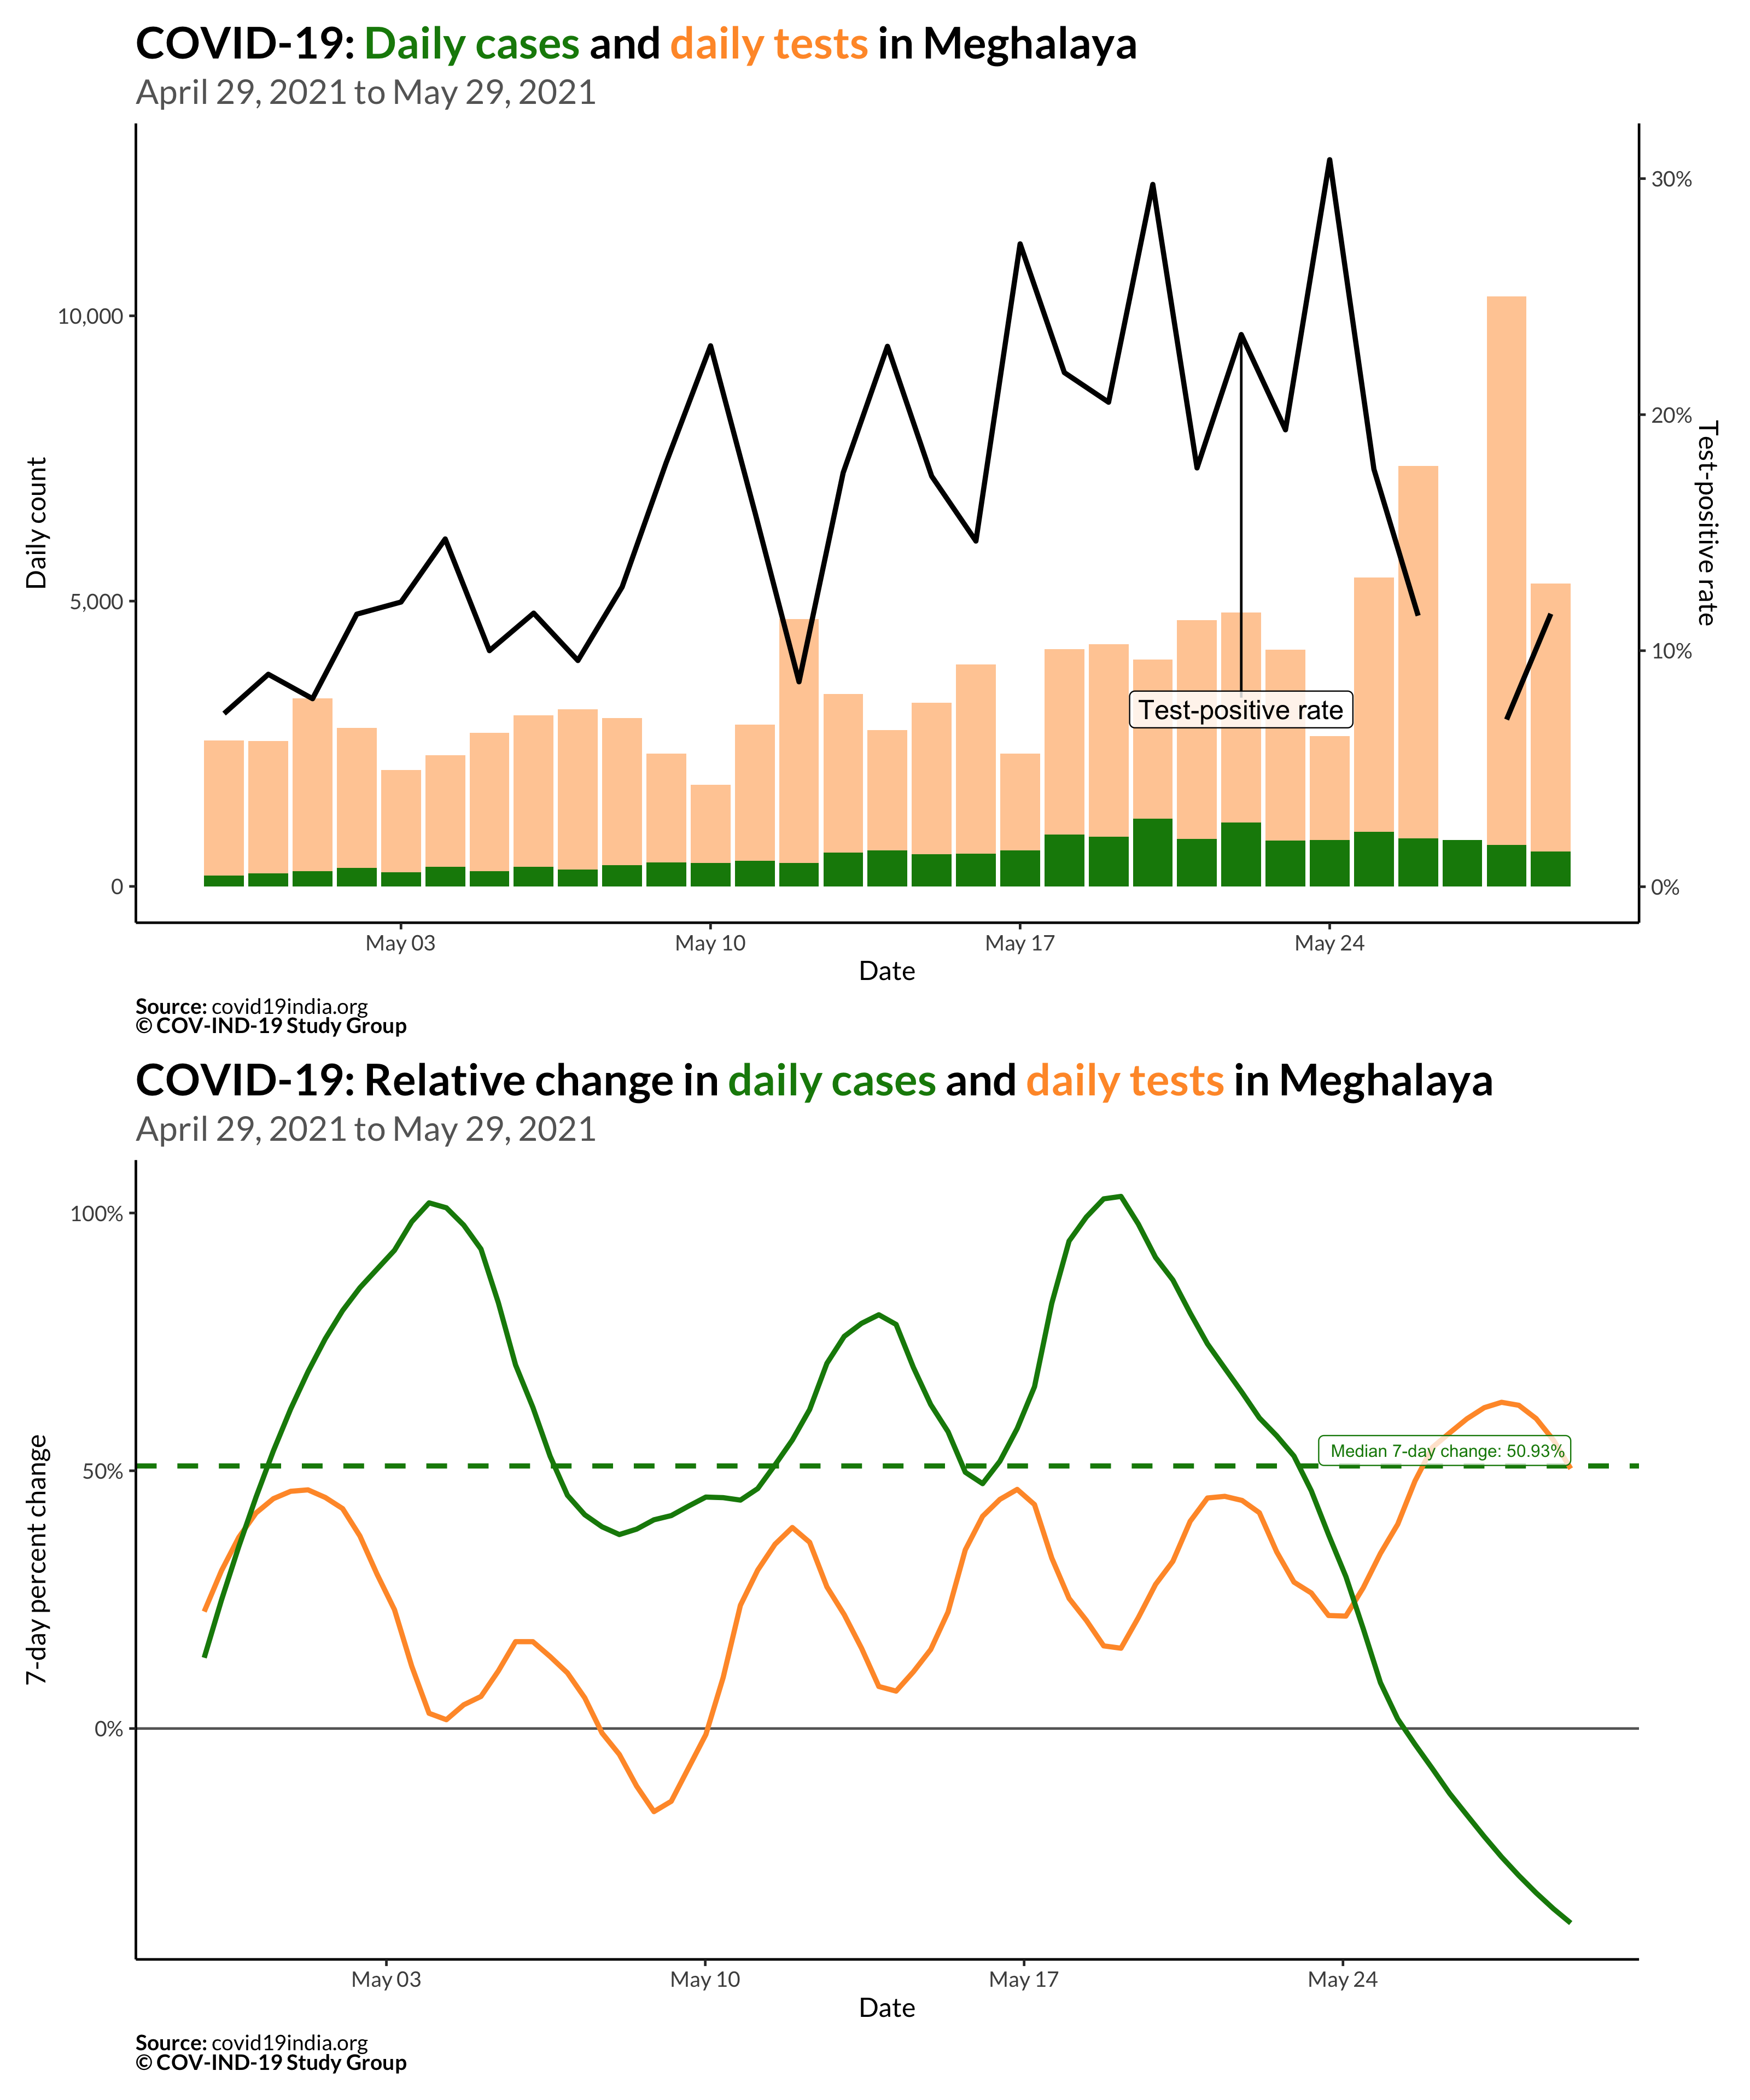 COVID-19: Daily cases and daily tests in Meghalaya
April 29, 2021 to May 29, 2021
30%
10,000
20%
Daily count
Test-positive rate
5,000
10%
Test-positive rate
0
0%
May 03 May 10 May 17 May 24
Date
Source: covid19india.org
© COV-IND-19 Study Group
COVID-19: Relative change in daily cases and daily tests in Meghalaya
April 29, 2021 to May 29, 2021
100%
Median 7-day change: 50.93%
50%
7-day percent change
0%
May 03 May 10 May 17 May 24
Date
Source: covid19india.org
© COV-IND-19 Study Group